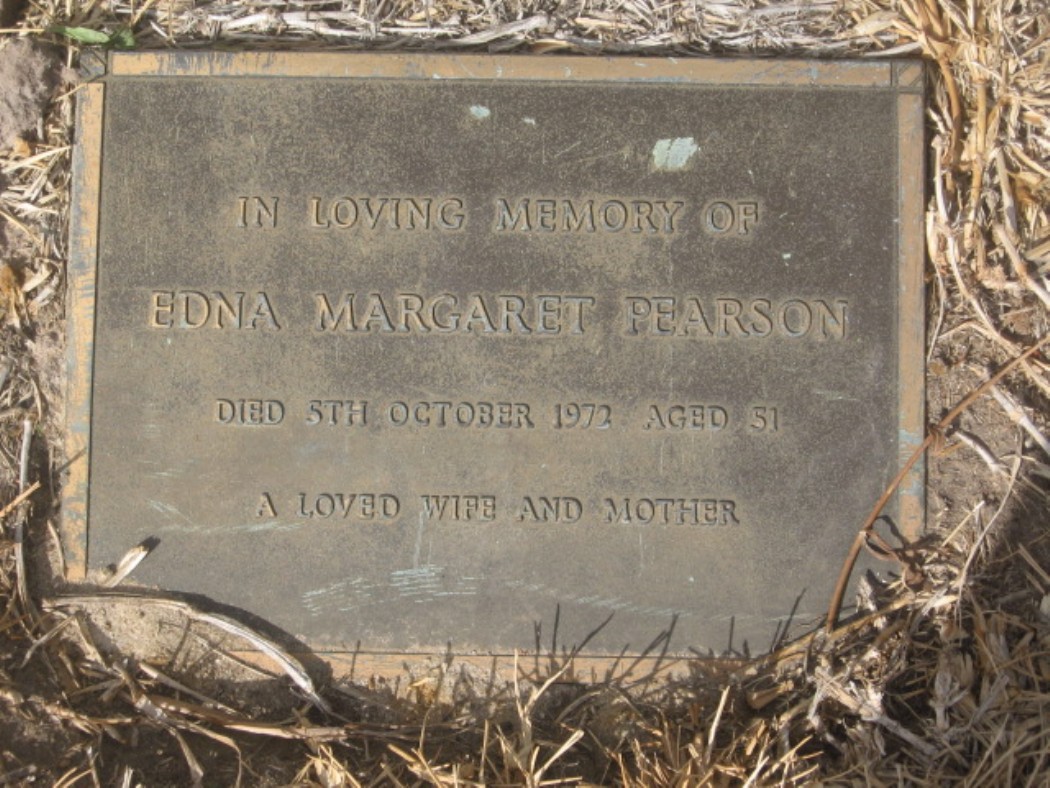 IN LOVING MEMORY OF
EDNA MARGARET PEARSON
DIED 5TH OCTOBER 1972 AGED 51
A LOVED WIFE AND MOTHER